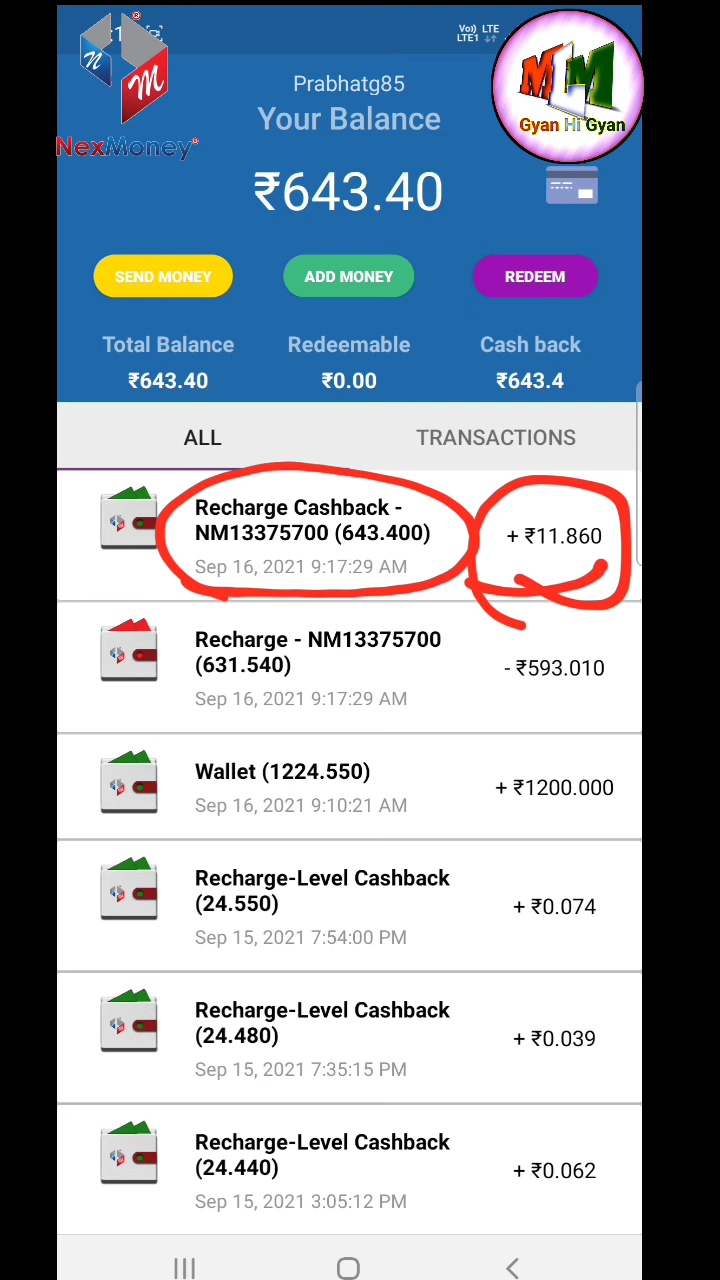 Vo)) LTE
LTE1
n
M
NexMoney
MM
Gyan Hi Gyan
Prabhatg85
Your Balance
₹643.40
SEND MONEY
ADD MONEY
REDEEM
Total Balance
Redeemable
Cash back
₹643.40
₹0.00
₹643.4
ALL
TRANSACTIONS
Recharge Cashback -
NM13375700 (643.400)
+ ₹11.860
Sep 16, 2021 9:17:29 AM
Recharge - NM13375700
(631.540)
- ₹593.010
Sep 16, 2021 9:17:29 AM
Wallet (1224.550)
+ ₹1200.000
Sep 16, 2021 9:10:21 AM
Recharge-Level Cashback
(24.550)
+ ₹0.074
Sep 15, 2021 7:54:00 PM
Recharge-Level Cashback
(24.480)
+ ₹0.039
Sep 15, 2021 7:35:15 PM
Recharge-Level Cashback
(24.440)
+ ₹0.062
Sep 15, 2021 3:05:12 PM